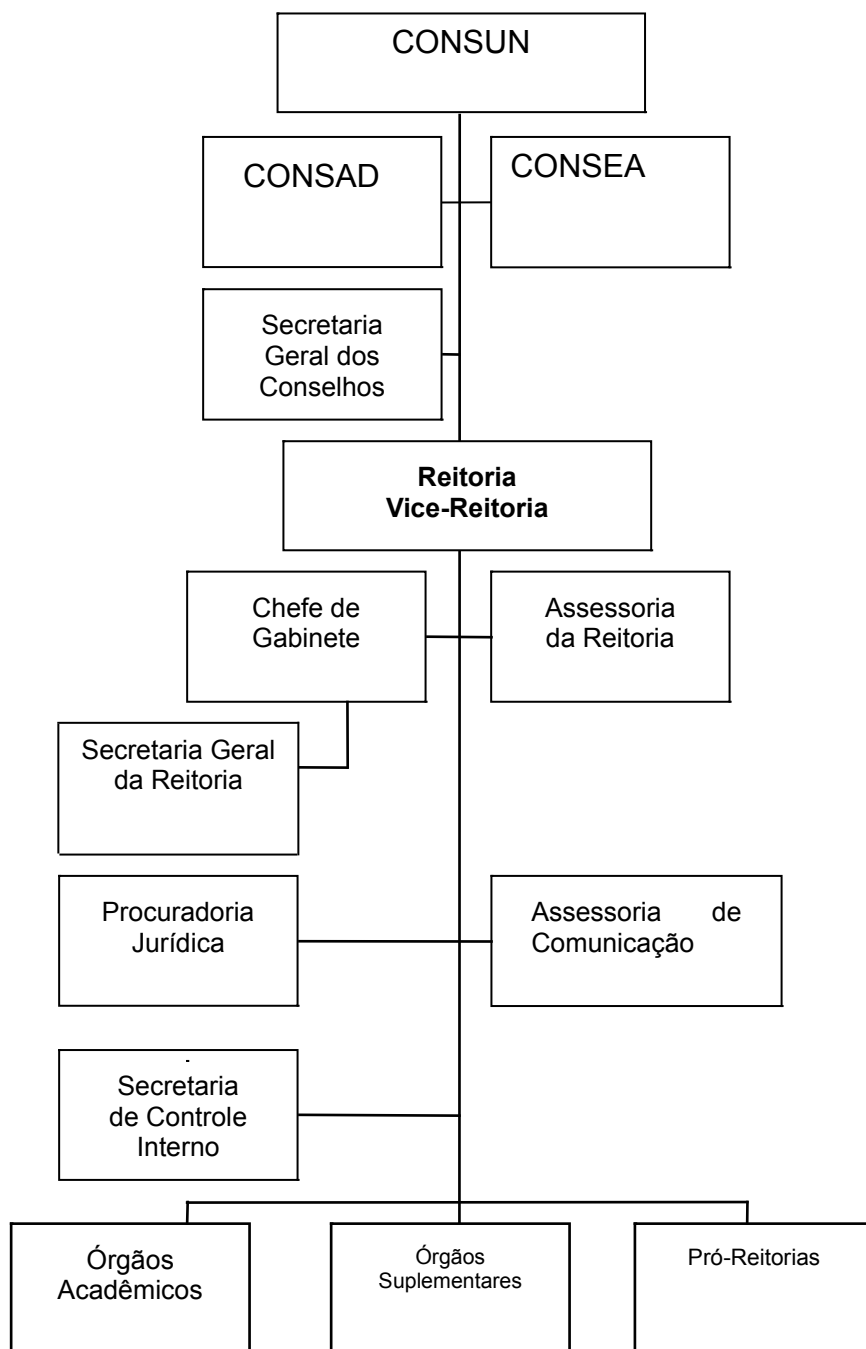 CONSUN
CONSAD
CONSEA
Secretaria
Geral dos
Conselhos
Reitoria
Vice-Reitoria
Chefe de
Gabinete
Assessoria
da Reitoria
Secretaria Geral
da Reitoria
Procuradoria
Jurídica
Assessoria de
Comunicação
.
Secretaria
de Controle
Interno
Órgãos
Acadêmicos
Órgãos
Suplementares
Pró-Reitorias